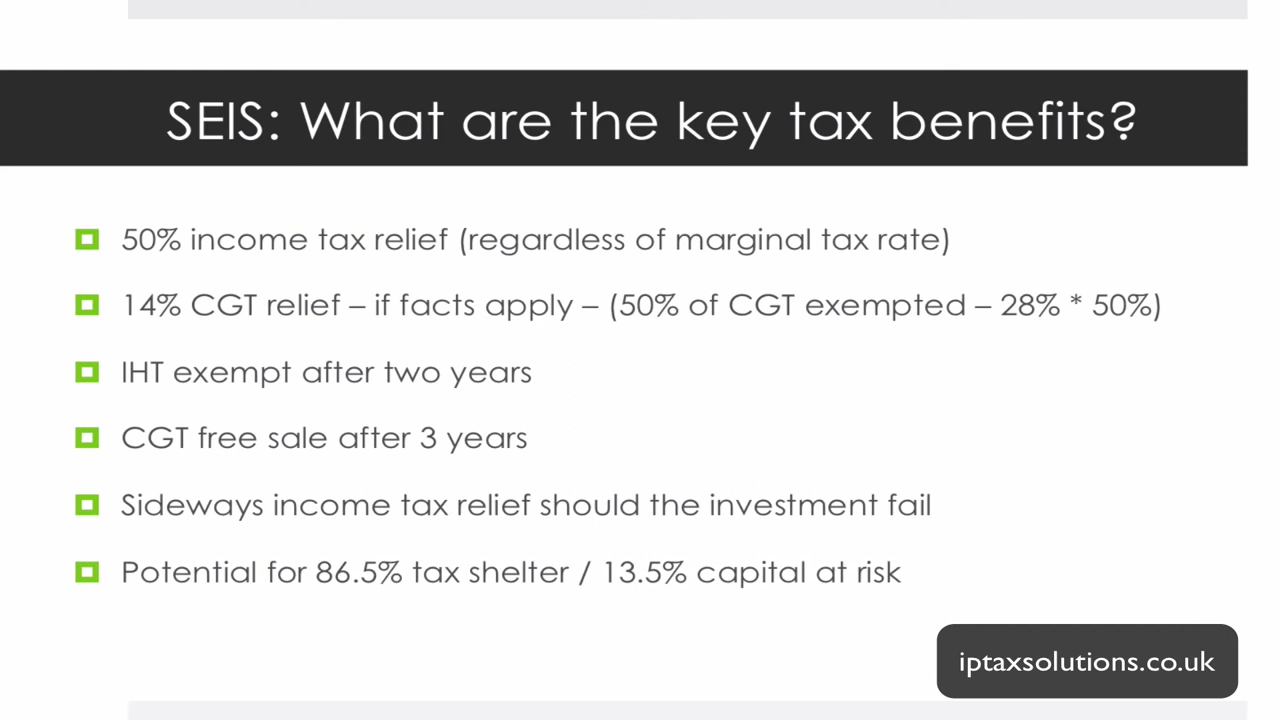 SEIS: What are the key tax benefits?
50% income tax relief (regardless of marginal tax rate)
14% CGT relief – if facts apply – (50% of CGT exempted – 28% * 50%)
IHT exempt after two years
CGT free sale after 3 years
Sideways income tax relief should the investment fail
Potential for 86.5% tax shelter / 13.5% capital at risk
iptaxsolutions.co.uk